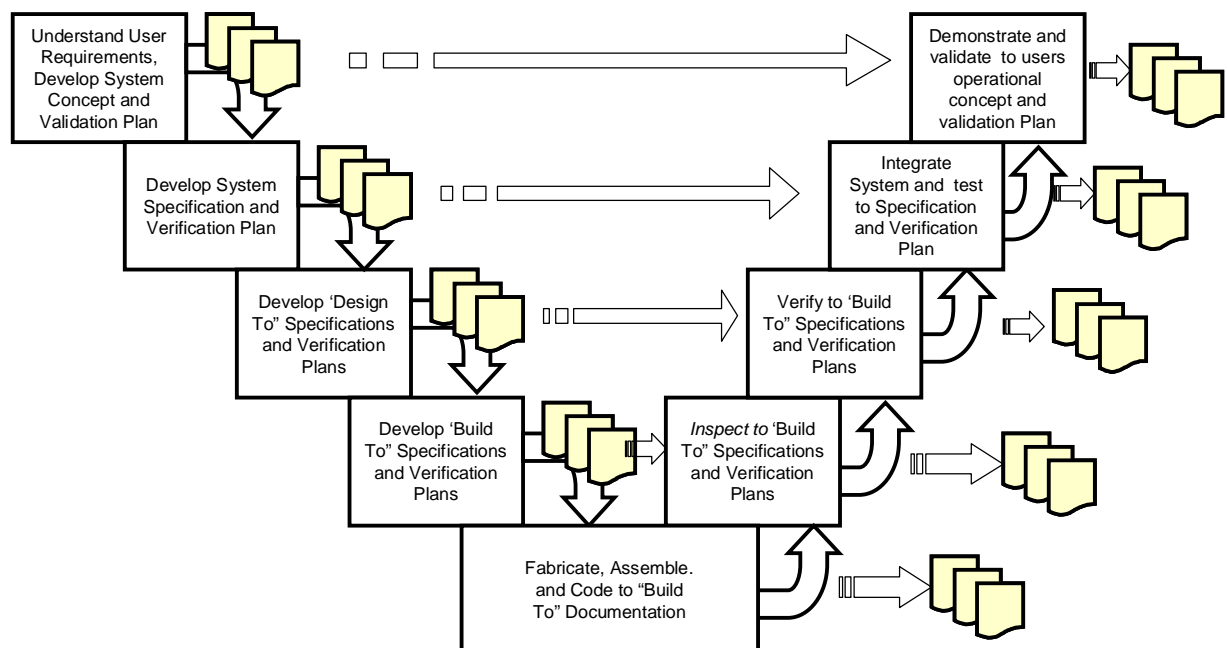 Understand User
Requirements,
Develop System
Concept and
Validation Plan
Demonstrate and
validate to users
operational
concept and
validation Plan
Develop System
Specification and
Verification Plan
Integrate
System and test
to Specification
and Verification
Plan
Develop ‘Design
To” Specifications
and Verification
Plans
Verify to ‘Build
To” Specifications
and Verification
Plans
Develop ‘Build
To” Specifications
and Verification
Plans
Inspect to ‘Build
To” Specifications
and Verification
Plans
Fabricate, Assemble.
and Code to “Build
To” Documentation